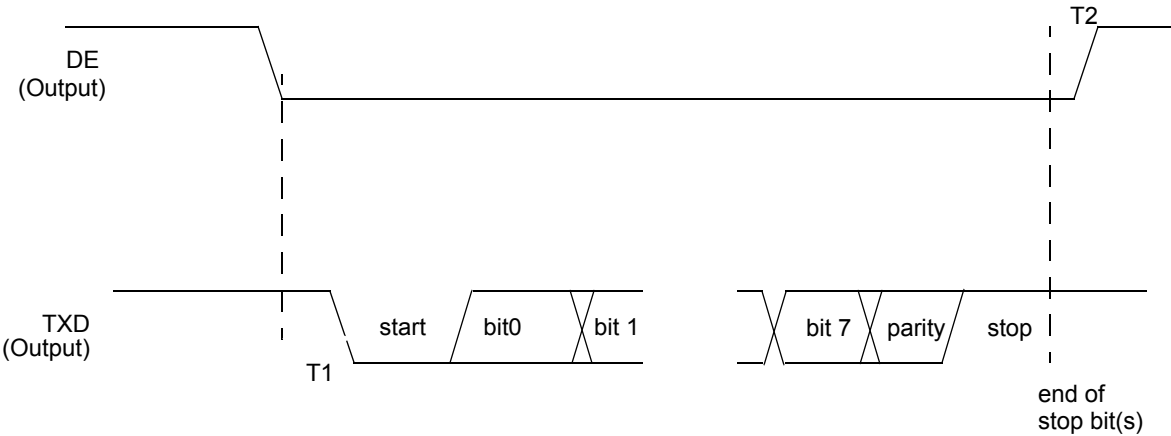 T2
DE
(Output)
TXD
(Output)
start
bit0
bit 1
bit 7
parity
stop
T1
end of
stop bit(s)